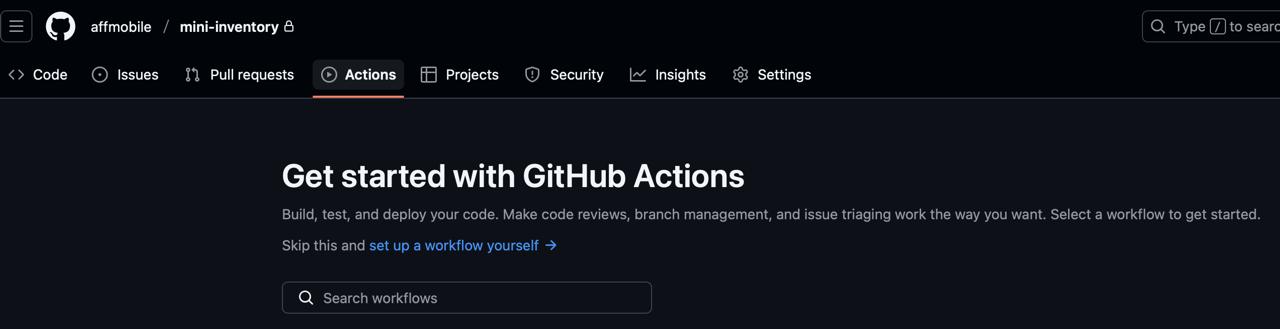 affmobile / mini-inventory
Type / to searc
Code Issues Pull requests Actions Projects Security Insights Settings
Get started with GitHub Actions
Build, test, and deploy your code. Make code reviews, branch management, and issue triaging work the way you want. Select a workflow to get started.
Skip this and set up a workflow yourself →
Search workflows